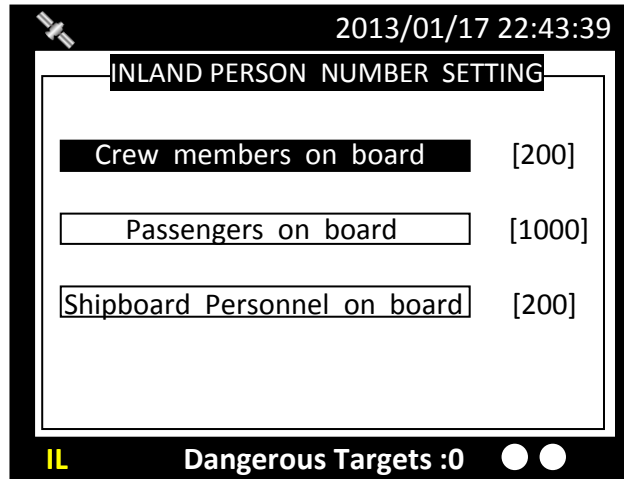 2013/01/17 22:43:39
INLAND PERSON NUMBER SETTING
Crew members on board [200]
Passengers on board [1000]
Shipboard Personnel on board [200]
IL Dangerous Targets :0